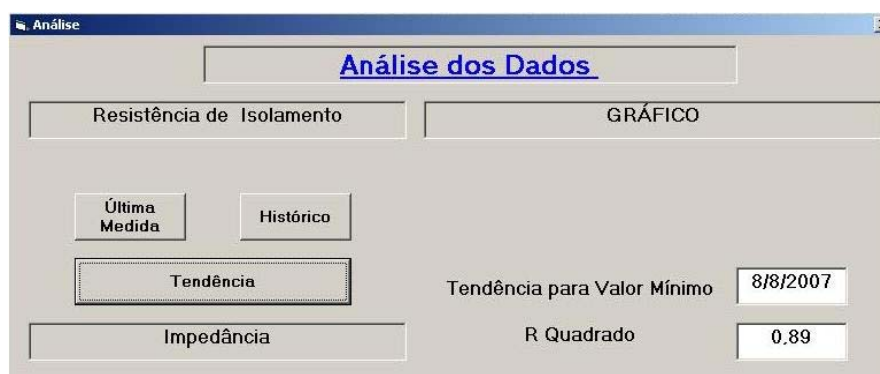 Análise
Análise dos Dados
Resistência de Isolamento
GRÁFICO
Última
Medida
Histórico
Tendência
Tendência para Valor Mínimo
8/8/2007
Impedância
R Quadrado
0,89